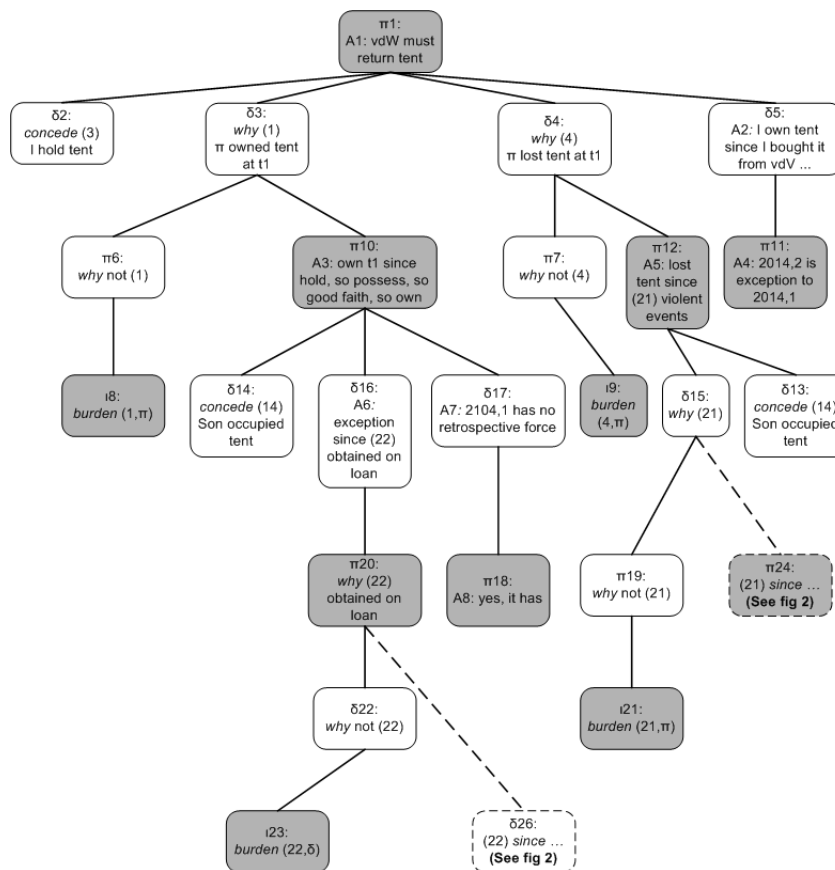 π1:
A1: vdW must
return tent
δ2:
concede (3)
I hold tent
δ3:
why (1)
π owned tent
at t1
δ4:
why (4)
π lost tent at t1
δ5:
A2: I own tent
since I bought it
from vdV ...
π6:
why not (1)
π10:
A3: own t1 since
hold, so possess, so
good faith, so own
π7:
why not (4)
π12:
A5: lost
tent since
(21) violent
events
π11:
A4: 2014,2 is
exception to
2014,1
ι8:
burden (1,π)
δ14:
concede (14)
Son occupied
tent
δ16:
A6:
exception
since (22)
obtained on
loan
δ17:
A7: 2104,1 has no
retrospective force
ι9:
burden
(4,π)
δ15:
why (21)
δ13:
concede (14)
Son occupied
tent
π20:
why (22)
obtained on
loan
π18:
A8: yes, it has
π19:
why not (21)
π24:
(21) since ...
(See fig 2)
δ22:
why not (22)
ι21:
burden (21,π)
ι23:
burden (22,δ)
δ26:
(22) since ...
(See fig 2)